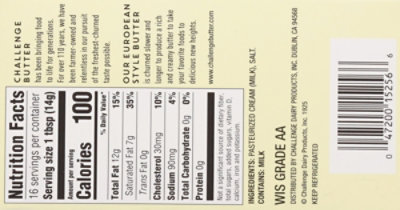 CHALLENGE
BUTTER
has been bringing food
to life for generations.
For over 110 years, we have
been farmer-owned and
relentless in our pursuit
of the freshest-churned
taste possible.
OUR EUROPEAN
STYLE BUTTER
is churned slower and
longer to produce a rich
and creamy butter to take
your favorite foods to
delicious new heights.
www.challengebutter.com
Nutrition Facts
16 servings per container
Serving size 1 tbsp (14g)
Amount per serving
Calories 100
% Daily Value*
Total Fat 12g 15%
Saturated Fat 7g 35%
Trans Fat 0g
Cholesterol 30mg 10%
Sodium 90mg 4%
Total Carbohydrate 0g 0%
Protein 0g
Not a significant source of dietary fiber,
total sugars, added sugars, vitamin D,
calcium, iron and potassium.
INGREDIENTS: PASTEURIZED CREAM (MILK), SALT.
CONTAINS: MILK.
WIS GRADE AA
DISTRIBUTED BY CHALLENGE DAIRY PRODUCTS, INC. DUBLIN, CA 94568
© Challenge Dairy Products, Inc. 1925
KEEP REFRIGERATED
0 47200 15256 6